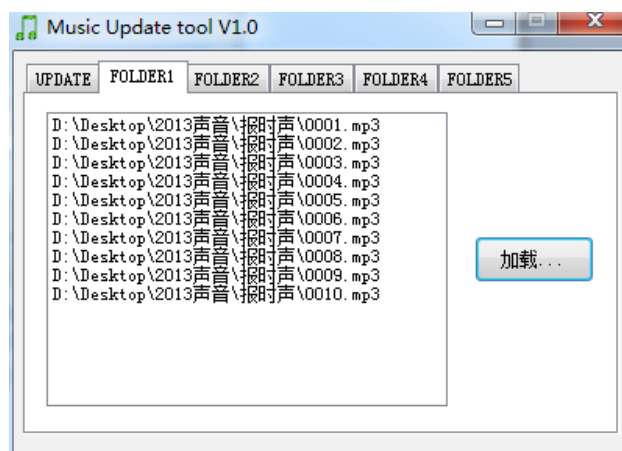 Music Update tool V1.0
UPDATE FOLDER1 FOLDER2 FOLDER3 FOLDER4 FOLDER5
D:\Desktop\2013声音\报时声\0001.mp3
D:\Desktop\2013声音\报时声\0002.mp3
D:\Desktop\2013声音\报时声\0003.mp3
D:\Desktop\2013声音\报时声\0004.mp3
D:\Desktop\2013声音\报时声\0005.mp3
D:\Desktop\2013声音\报时声\0006.mp3
D:\Desktop\2013声音\报时声\0007.mp3
D:\Desktop\2013声音\报时声\0008.mp3
D:\Desktop\2013声音\报时声\0009.mp3
D:\Desktop\2013声音\报时声\0010.mp3
加载...